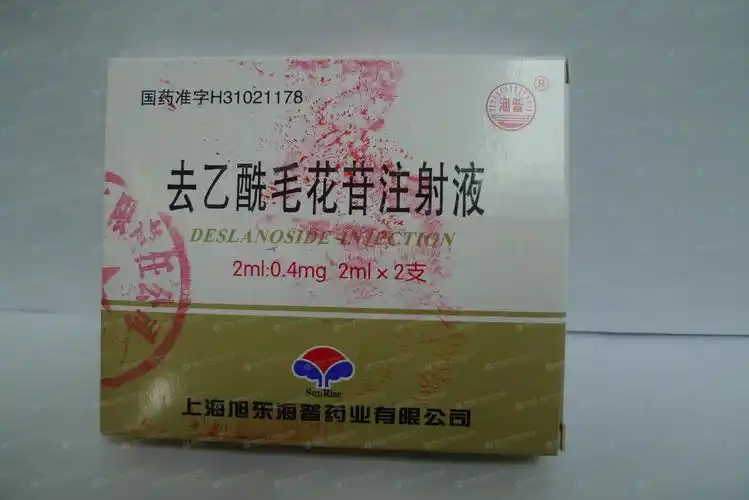 国药准字H31021178
海普
®
去乙酰毛花苷注射液
DESLANOSIDE INJECTION
2ml:0.4mg 2ml×2支
SunRise
上海旭东海普药业有限公司